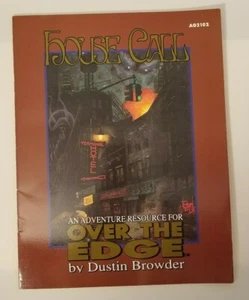 AG5102
HOUSE CALL
HOTEL
AN ADVENTURE RESOURCE FOR
OVER THE
EDGE
by Dustin Browder